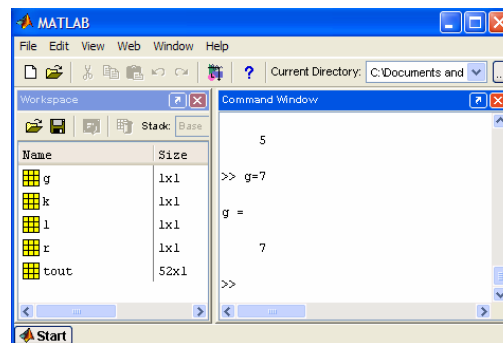 MATLAB
File Edit View Web Window Help
? Current Directory: C:\Documents and ...
Workspace
Stack: Base
Name Size
g 1x1
k 1x1
l 1x1
r 1x1
tout 52x1
Command Window
5
>> g=7
g =
7
>>
Start